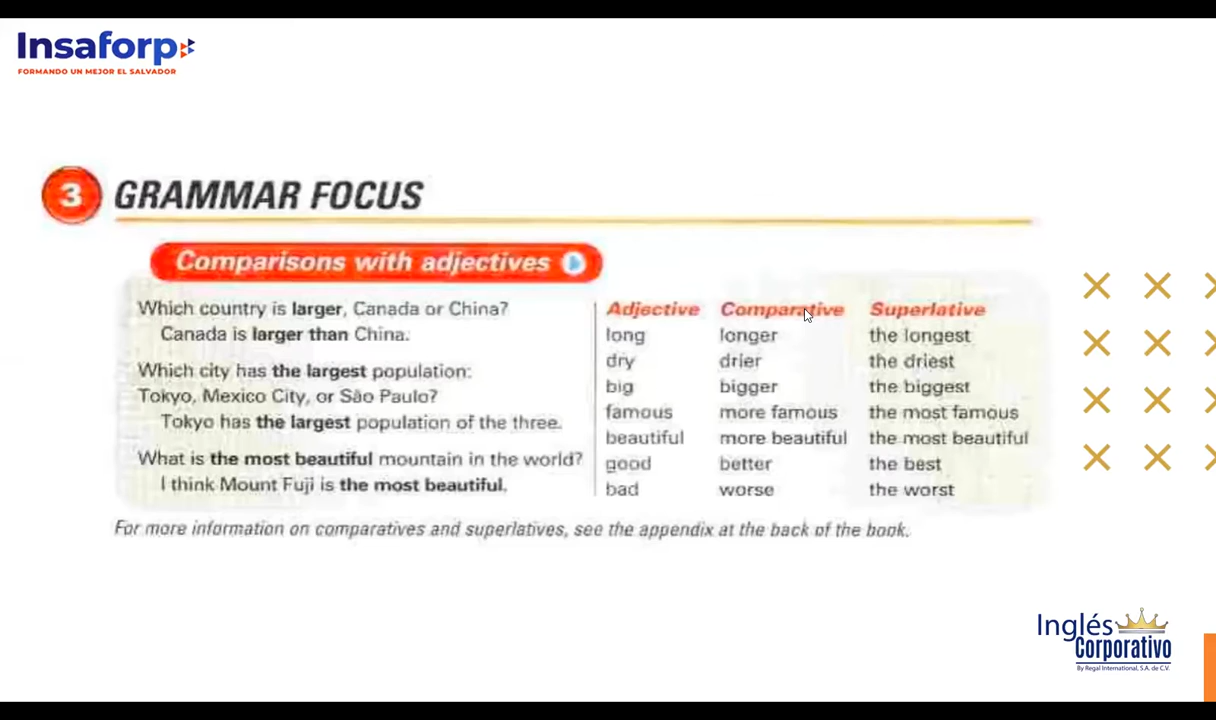 Insaforp
FORMANDO UN MEJOR EL SALVADOR
3 GRAMMAR FOCUS
Comparisons with adjectives
Which country is larger, Canada or China?
Canada is larger than China.
Which city has the largest population:
Tokyo, Mexico City, or São Paulo?
Tokyo has the largest population of the three.
What is the most beautiful mountain in the world?
I think Mount Fuji is the most beautiful.
Adjective Comparative Superlative
long longer the longest
dry drier the driest
big bigger the biggest
famous more famous the most famous
beautiful more beautiful the most beautiful
good better the best
bad worse the worst
For more information on comparatives and superlatives, see the appendix at the back of the book.
Inglés
Corporativo
By Regal International, S.A. de C.V.